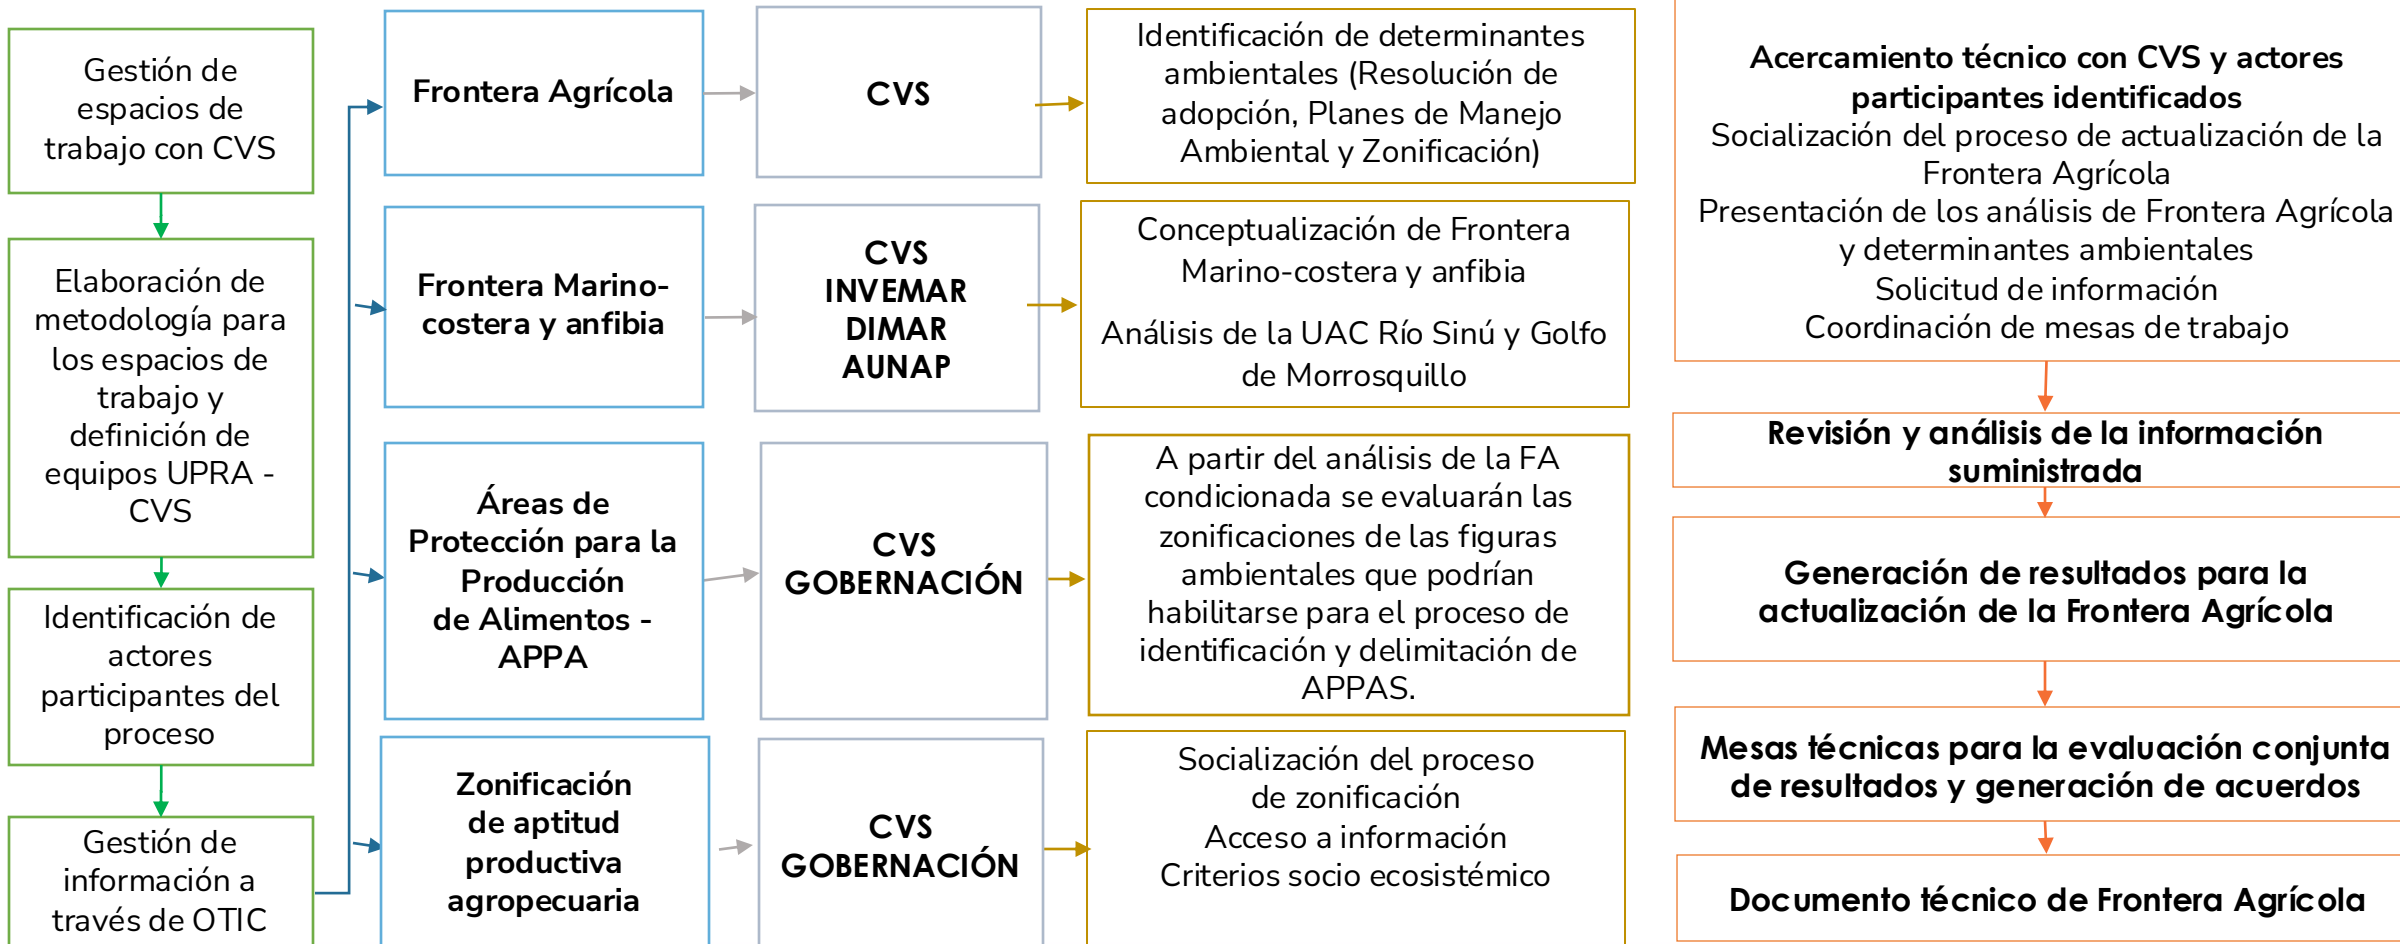 Gestión de
espacios de
trabajo con CVS
Elaboración de
metodología para
los espacios de
trabajo y
definición de
equipos UPRA -
CVS
Identificación de
actores
participantes del
proceso
Gestión de
información a
través de OTIC
Frontera Agrícola
CVS
Identificación de determinantes
ambientales (Resolución de
adopción, Planes de Manejo
Ambiental y Zonificación)
Frontera Marino-
costera y anfibia
CVS
INVEMAR
DIMAR
AUNAP
Conceptualización de Frontera
Marino-costera y anfibia
Análisis de la UAC Río Sinú y Golfo
de Morrosquillo
Áreas de
Protección para la
Producción
de Alimentos -
APPA
CVS
GOBERNACIÓN
A partir del análisis de la FA
condicionada se evaluarán las
zonificaciones de las figuras
ambientales que podrían
habilitarse para el proceso de
identificación y delimitación de
APPAS.
Zonificación
de aptitud
productiva
agropecuaria
CVS
GOBERNACIÓN
Socialización del proceso
de zonificación
Acceso a información
Criterios socio ecosistémico
Acercamiento técnico con CVS y actores
participantes identificados
Socialización del proceso de actualización de la
Frontera Agrícola
Presentación de los análisis de Frontera Agrícola
y determinantes ambientales
Solicitud de información
Coordinación de mesas de trabajo
Revisión y análisis de la información
suministrada
Generación de resultados para la
actualización de la Frontera Agrícola
Mesas técnicas para la evaluación conjunta
de resultados y generación de acuerdos
Documento técnico de Frontera Agrícola